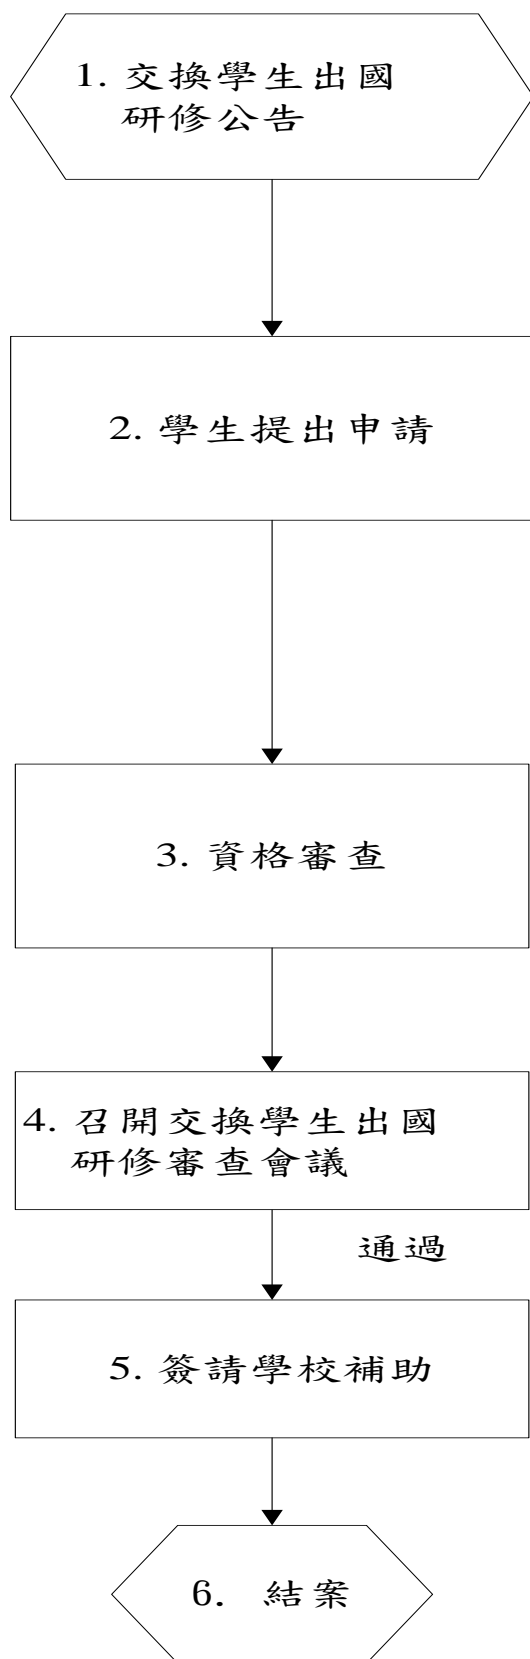 1. 交換學生出國
研修公告
2. 學生提出申請
3. 資格審查
4. 召開交換學生出國
研修審查會議
通過
5. 簽請學校補助
6. 結案